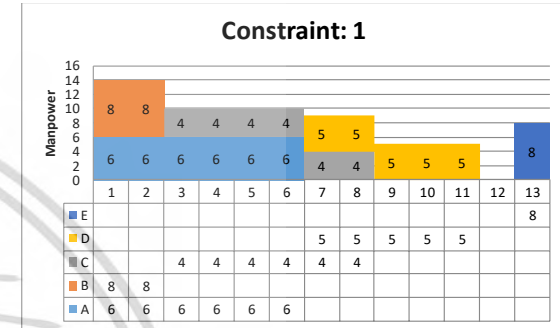 Constraint: 1
Manpower
16
14
12
10
8
6
4
2
0
8 8
4 4 4 4
5 5
6 6 6 6 6 6
4 4
5 5 5
8
1 2 3 4 5 6 7 8 9 10 11 12 13
E 8
D 5 5 5 5 5
C 4 4 4 4 4 4
B 8 8
A 6 6 6 6 6 6